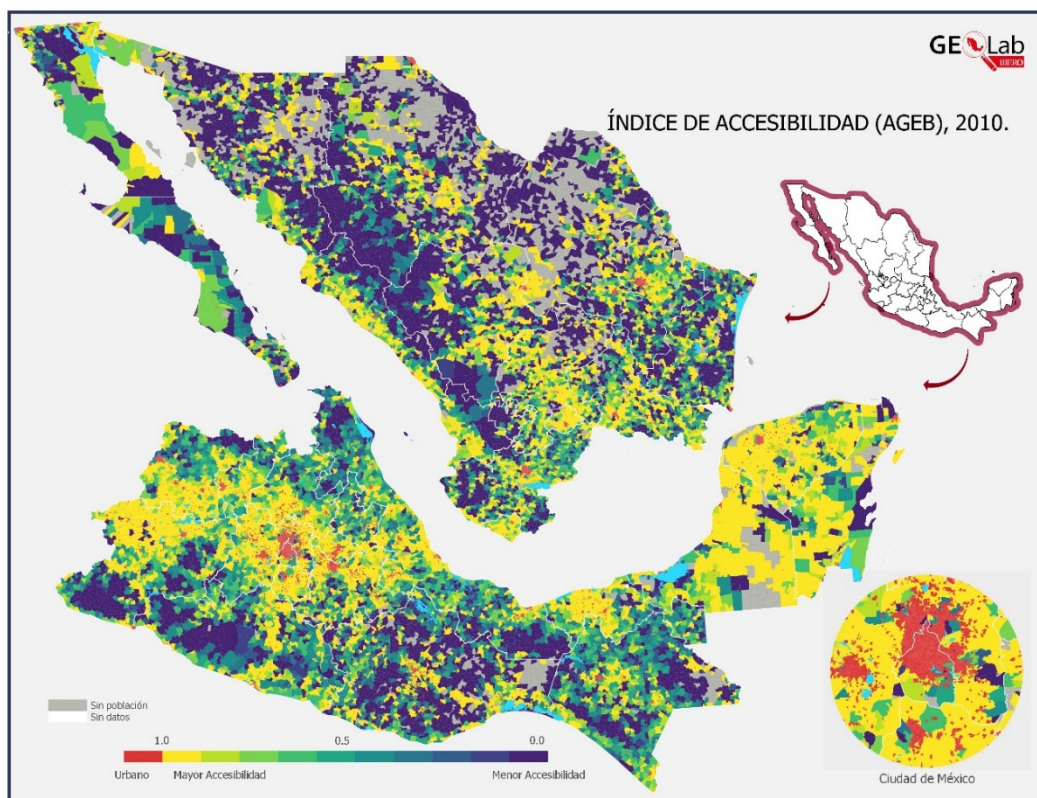 GEOLab
IBERO
ÍNDICE DE ACCESIBILIDAD (AGEB), 2010.
Sin población
Sin datos
1.0 0.5 0.0
Urbano Mayor Accesibilidad Menor Accesibilidad
Ciudad de México